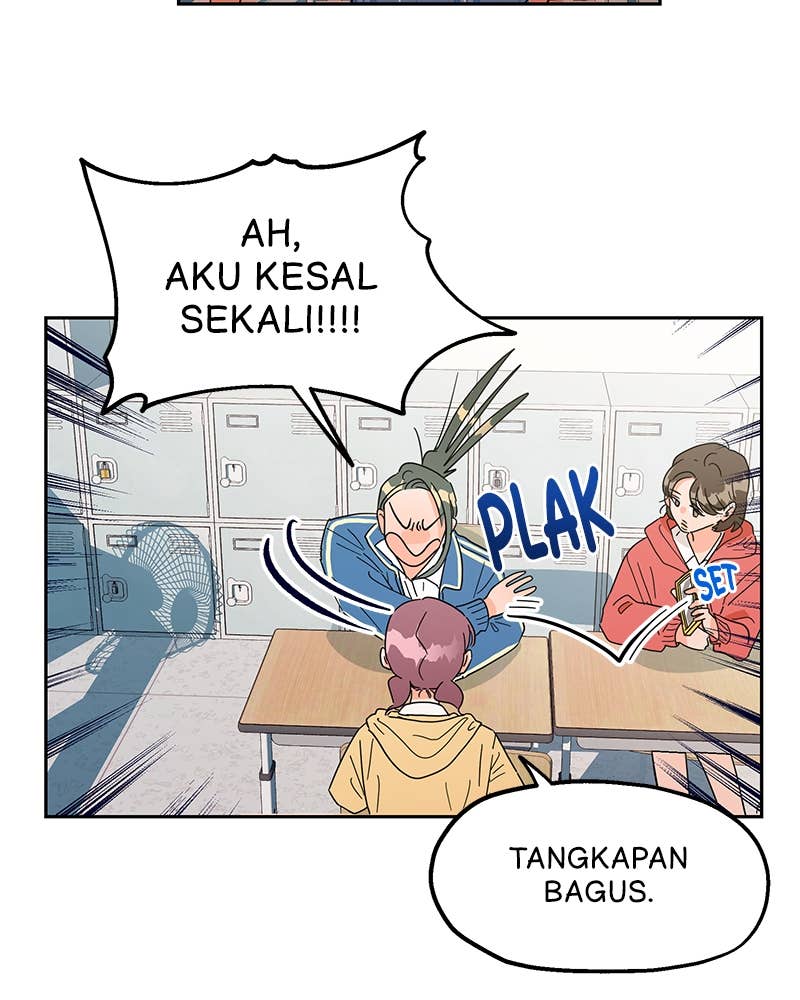 AH,
AKU KESAL
SEKALI!!!!
PLAK
SET
TANGKAPAN
BAGUS.